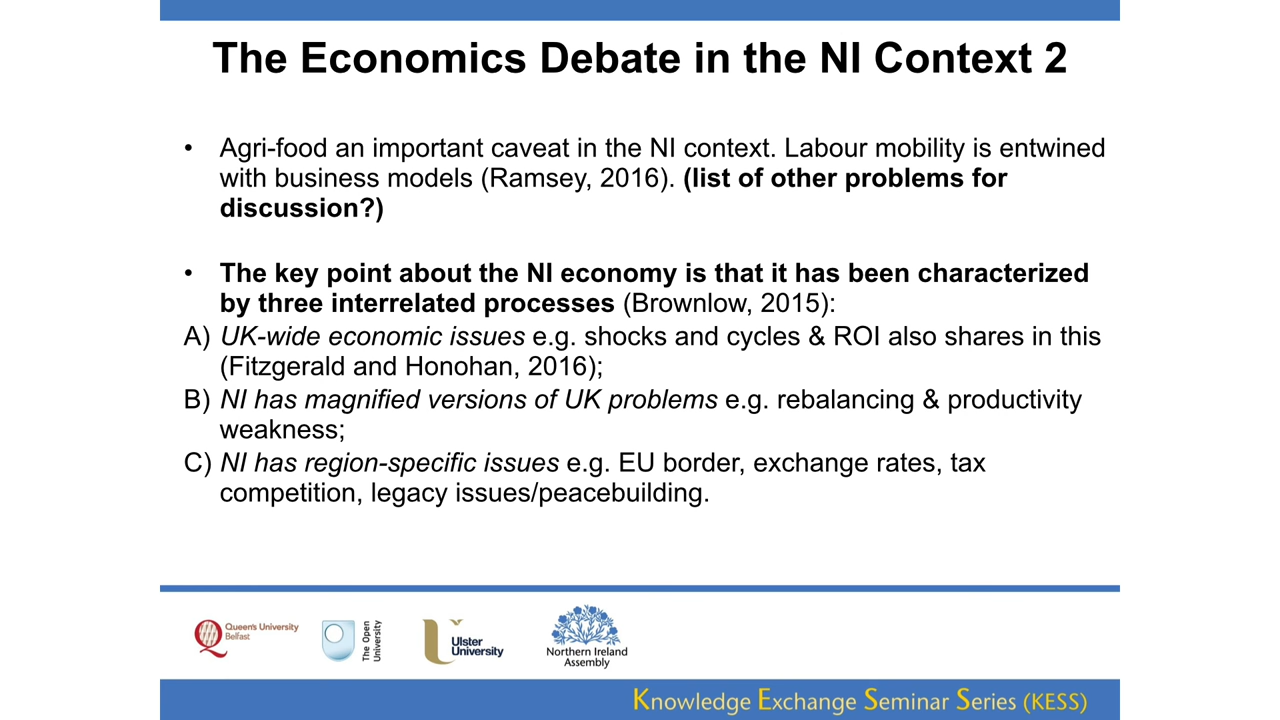 The Economics Debate in the NI Context 2
• Agri-food an important caveat in the NI context. Labour mobility is entwined
with business models (Ramsey, 2016). (list of other problems for
discussion?)
• The key point about the NI economy is that it has been characterized
by three interrelated processes (Brownlow, 2015):
A) UK-wide economic issues e.g. shocks and cycles & ROI also shares in this
(Fitzgerald and Honohan, 2016);
B) NI has magnified versions of UK problems e.g. rebalancing & productivity
weakness;
C) NI has region-specific issues e.g. EU border, exchange rates, tax
competition, legacy issues/peacebuilding.
Queen's University
Belfast
The Open
University
Ulster
University
Northern Ireland
Assembly
Knowledge Exchange Seminar Series (KESS)